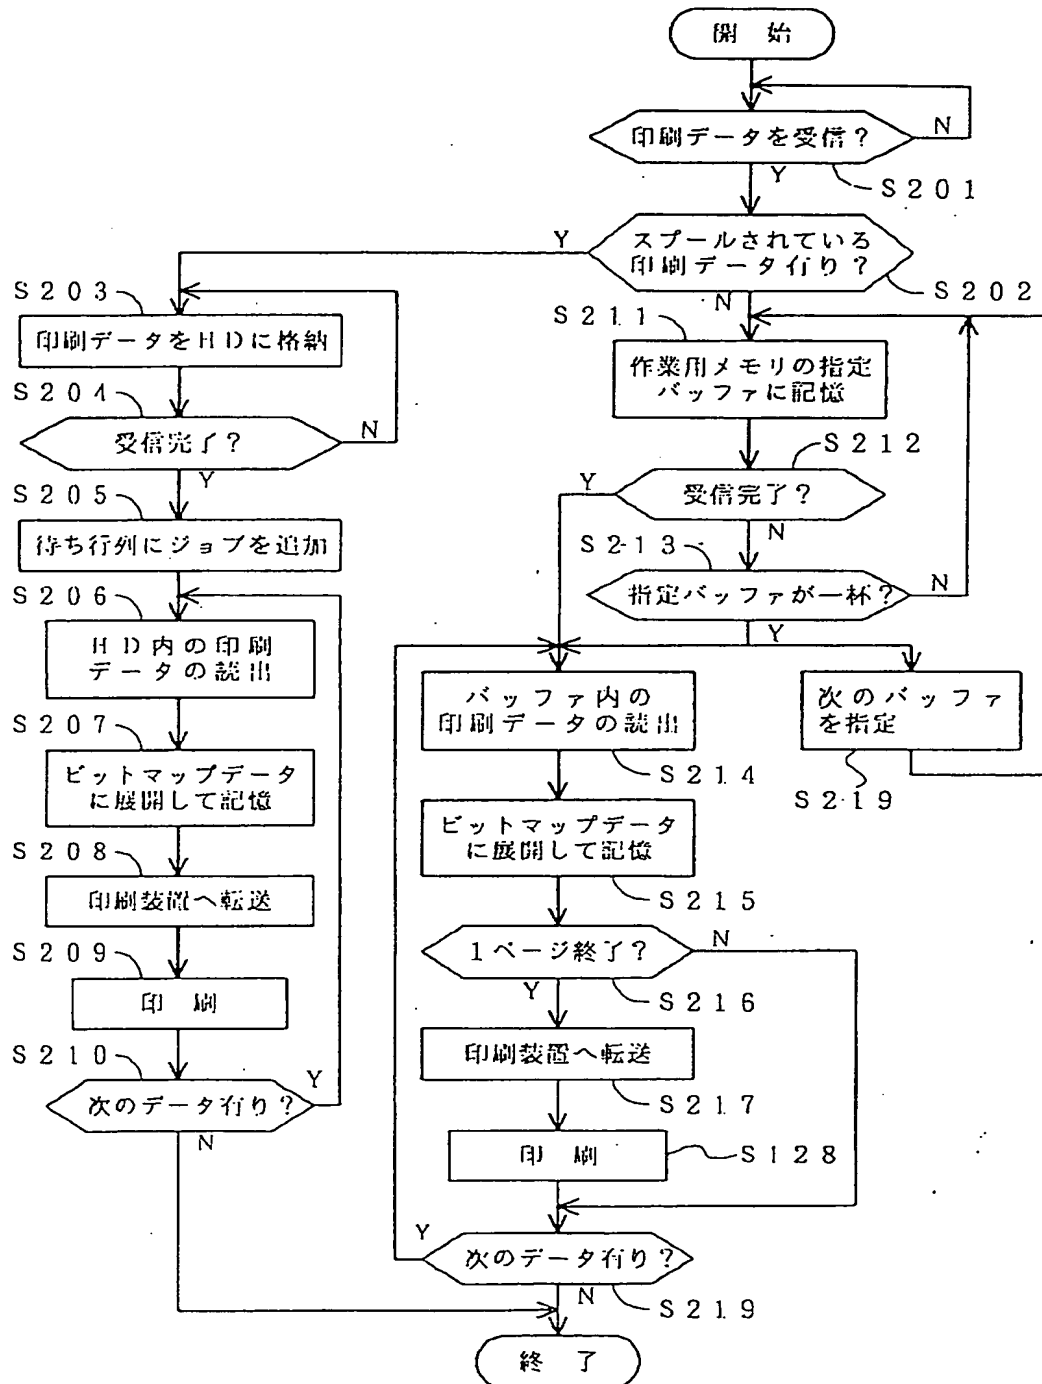 開 始
印刷データを受信？
N
Y
S201
スプールされている
印刷データ有り？
Y
N
S202
S203
印刷データをHDに格納
S204
受信完了？
N
Y
S205
待ち行列にジョブを追加
S206
HD内の印刷
データの読出
S207
ビットマップデータ
に展開して記憶
S208
印刷装置へ転送
S209
印 刷
S210
次のデータ有り？
Y
N
S211
作業用メモリの指定
バッファに記憶
S212
受信完了？
Y
N
S213
指定バッファが一杯？
N
Y
バッファ内の
印刷データの読出
S214
次のバッファ
を指定
S219
ビットマップデータ
に展開して記憶
S215
1ページ終了？
N
Y
S216
印刷装置へ転送
S217
印 刷
S128
次のデータ有り？
Y
N
S219
終 了